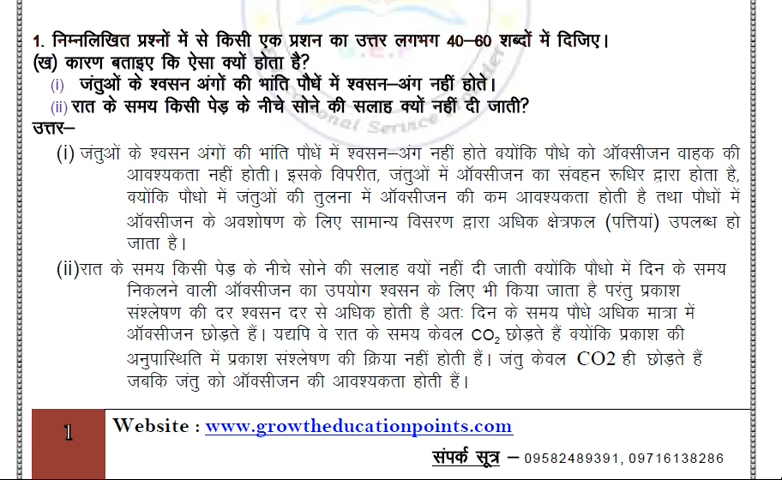 1. निम्नलिखित प्रश्नों में से किसी एक प्रशन का उत्तर लगभग 40–60 शब्दों में दिजिए।
(ख) कारण बताइए कि ऐसा क्यों होता है?
(i) जंतुओं के श्वसन अंगों की भांति पौधें में श्वसन–अंग नहीं होते।
(ii) रात के समय किसी पेड़ के नीचे सोने की सलाह क्यों नहीं दी जाती?
उत्तर–
(i) जंतुओं के श्वसन अंगों की भांति पौधें में श्वसन–अंग नहीं होते क्योंकि पौधे को ऑक्सीजन वाहक की
आवश्यकता नहीं होती। इसके विपरीत, जंतुओं में ऑक्सीजन का संवहन रूधिर द्वारा होता है,
क्योंकि पौधो में जंतुओं की तुलना में ऑक्सीजन की कम आवश्यकता होती है तथा पौधों में
ऑक्सीजन के अवशोषण के लिए सामान्य विसरण द्वारा अधिक क्षेत्रफल (पत्तियां) उपलब्ध हो
जाता है।
(ii)रात के समय किसी पेड़ के नीचे सोने की सलाह क्यों नहीं दी जाती क्योंकि पौधो में दिन के समय
निकलने वाली ऑक्सीजन का उपयोग श्वसन के लिए भी किया जाता है परंतु प्रकाश
संश्लेषण की दर श्वसन दर से अधिक होती है अतः दिन के समय पौधे अधिक मात्रा में
ऑक्सीजन छोड़ते हैं। यद्यपि वे रात के समय केवल CO₂ छोड़ते हैं क्योंकि प्रकाश की
अनुपास्थिति में प्रकाश संश्लेषण की क्रिया नहीं होती हैं। जंतु केवल CO2 ही छोड़ते हैं
जबकि जंतु को ऑक्सीजन की आवश्यकता होती हैं।
1 Website : www.growtheducationpoints.com
संपर्क सूत्र – 09582489391, 09716138286